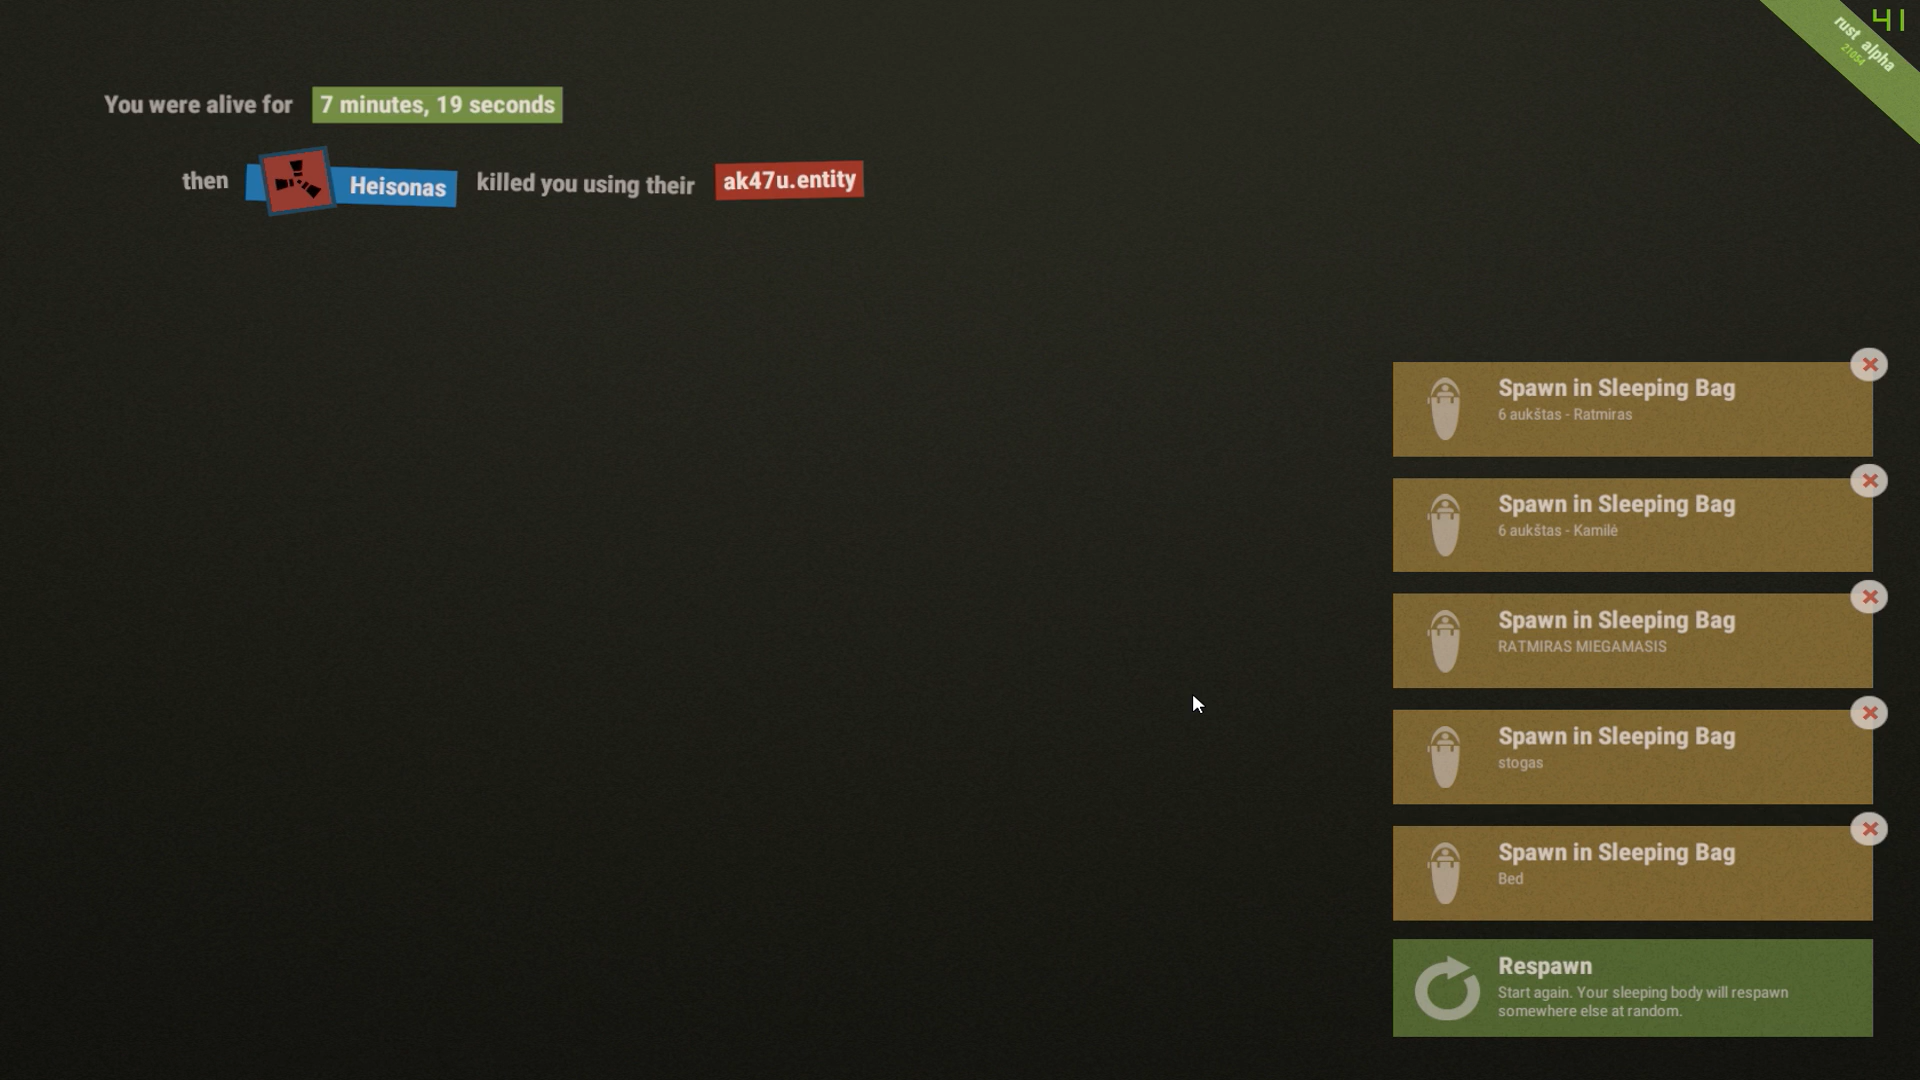 41
rust alpha
21054
You were alive for 7 minutes, 19 seconds
then Heisonas killed you using their ak47u.entity
Spawn in Sleeping Bag
6 aukštas - Ratmiras
Spawn in Sleeping Bag
6 aukštas - Kamilė
Spawn in Sleeping Bag
RATMIRAS MIEGAMASIS
Spawn in Sleeping Bag
stogas
Spawn in Sleeping Bag
Bed
Respawn
Start again. Your sleeping body will respawn
somewhere else at random.